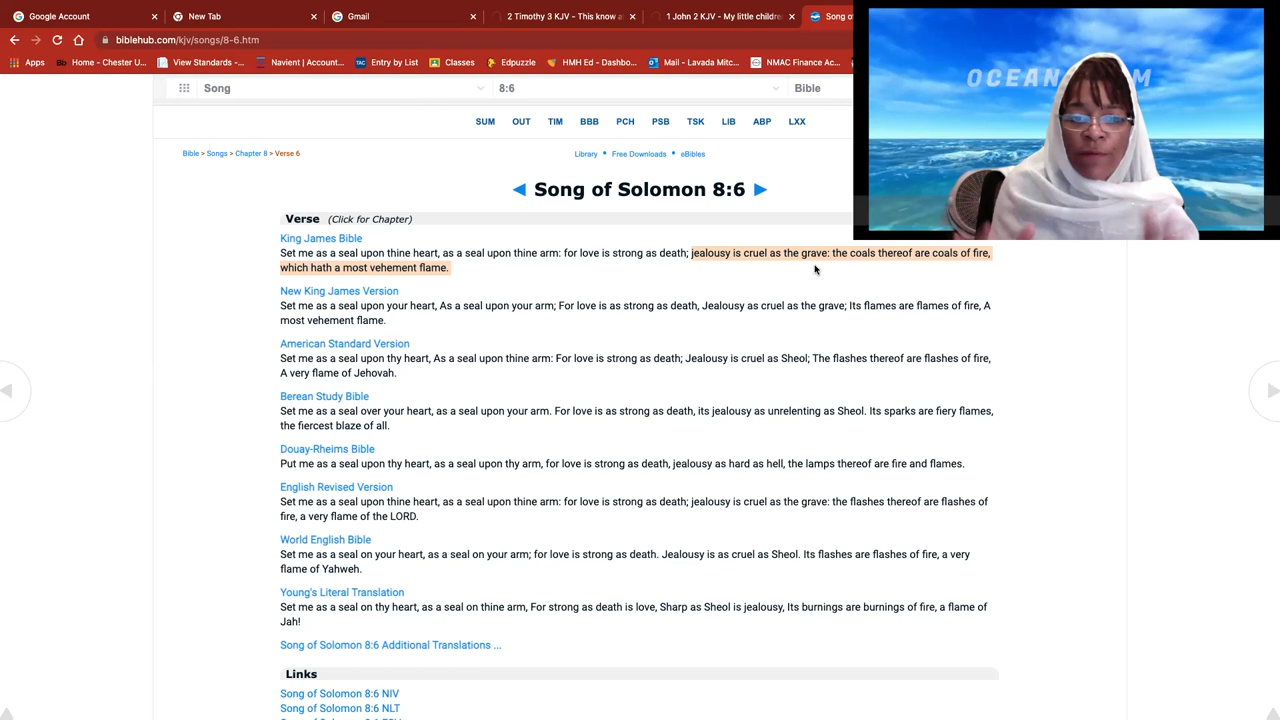 Google Account
New Tab
Gmail
2 Timothy 3 KJV - This know a
1 John 2 KJV - My little childre
Song of
biblehub.com/kjv/songs/8-6.htm
Apps
Bb Home - Chester U...
View Standards -...
Navient | Account...
TAC Entry by List
Classes
Edpuzzle
HMH Ed - Dashbo...
Mail - Lavada Mitc...
NMAC Finance Ac...
OCEAN
M
Song 8:6 Bible
SUM OUT TIM BBB PCH PSB TSK LIB ABP LXX
Bible > Songs > Chapter 8 > Verse 6
Library • Free Downloads • eBibles
◄ Song of Solomon 8:6 ►
Verse (Click for Chapter)
King James Bible
Set me as a seal upon thine heart, as a seal upon thine arm: for love is strong as death; jealousy is cruel as the grave: the coals thereof are coals of fire,
which hath a most vehement flame.
New King James Version
Set me as a seal upon your heart, As a seal upon your arm; For love is as strong as death, Jealousy as cruel as the grave; Its flames are flames of fire, A
most vehement flame.
American Standard Version
Set me as a seal upon thy heart, As a seal upon thine arm: For love is strong as death; Jealousy is cruel as Sheol; The flashes thereof are flashes of fire,
A very flame of Jehovah.
Berean Study Bible
Set me as a seal over your heart, as a seal upon your arm. For love is as strong as death, its jealousy as unrelenting as Sheol. Its sparks are fiery flames,
the fiercest blaze of all.
Douay-Rheims Bible
Put me as a seal upon thy heart, as a seal upon thy arm, for love is strong as death, jealousy as hard as hell, the lamps thereof are fire and flames.
English Revised Version
Set me as a seal upon thine heart, as a seal upon thine arm: for love is strong as death; jealousy is cruel as the grave: the flashes thereof are flashes of
fire, a very flame of the LORD.
World English Bible
Set me as a seal on your heart, as a seal on your arm; for love is strong as death. Jealousy is as cruel as Sheol. Its flashes are flashes of fire, a very
flame of Yahweh.
Young's Literal Translation
Set me as a seal on thy heart, as a seal on thine arm, For strong as death is love, Sharp as Sheol is jealousy, Its burnings are burnings of fire, a flame of
Jah!
Song of Solomon 8:6 Additional Translations ...
Links
Song of Solomon 8:6 NIV
Song of Solomon 8:6 NLT